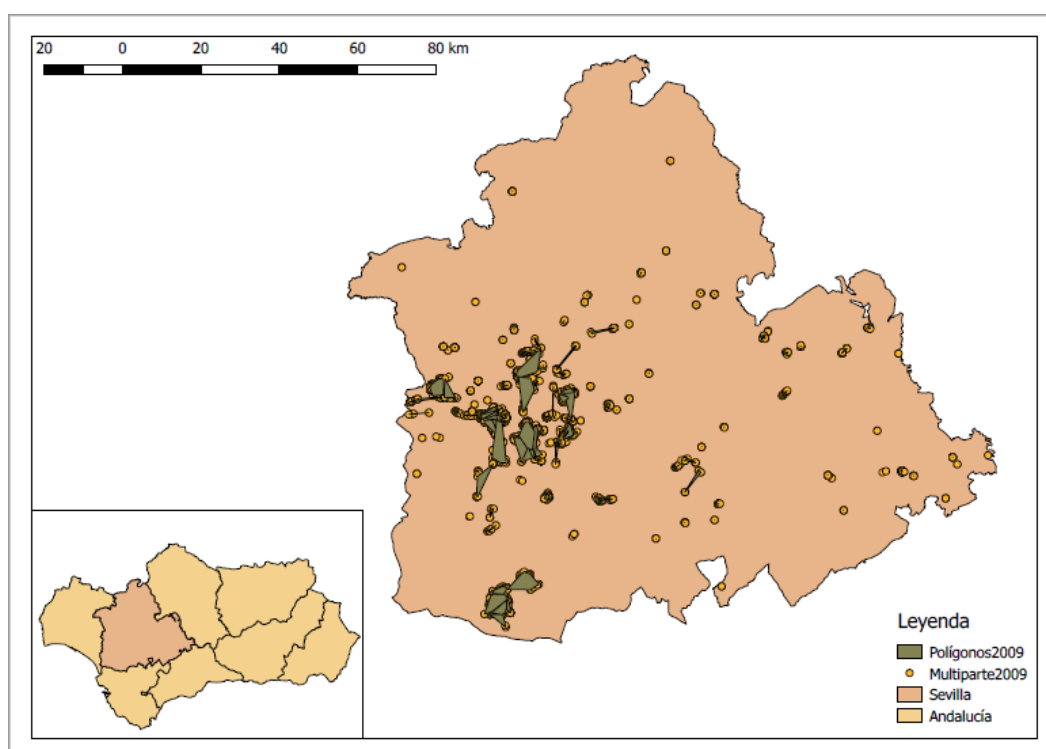 20 0 20 40 60 80 km
Leyenda
Polígonos2009
Multiparte2009
Sevilla
Andalucía